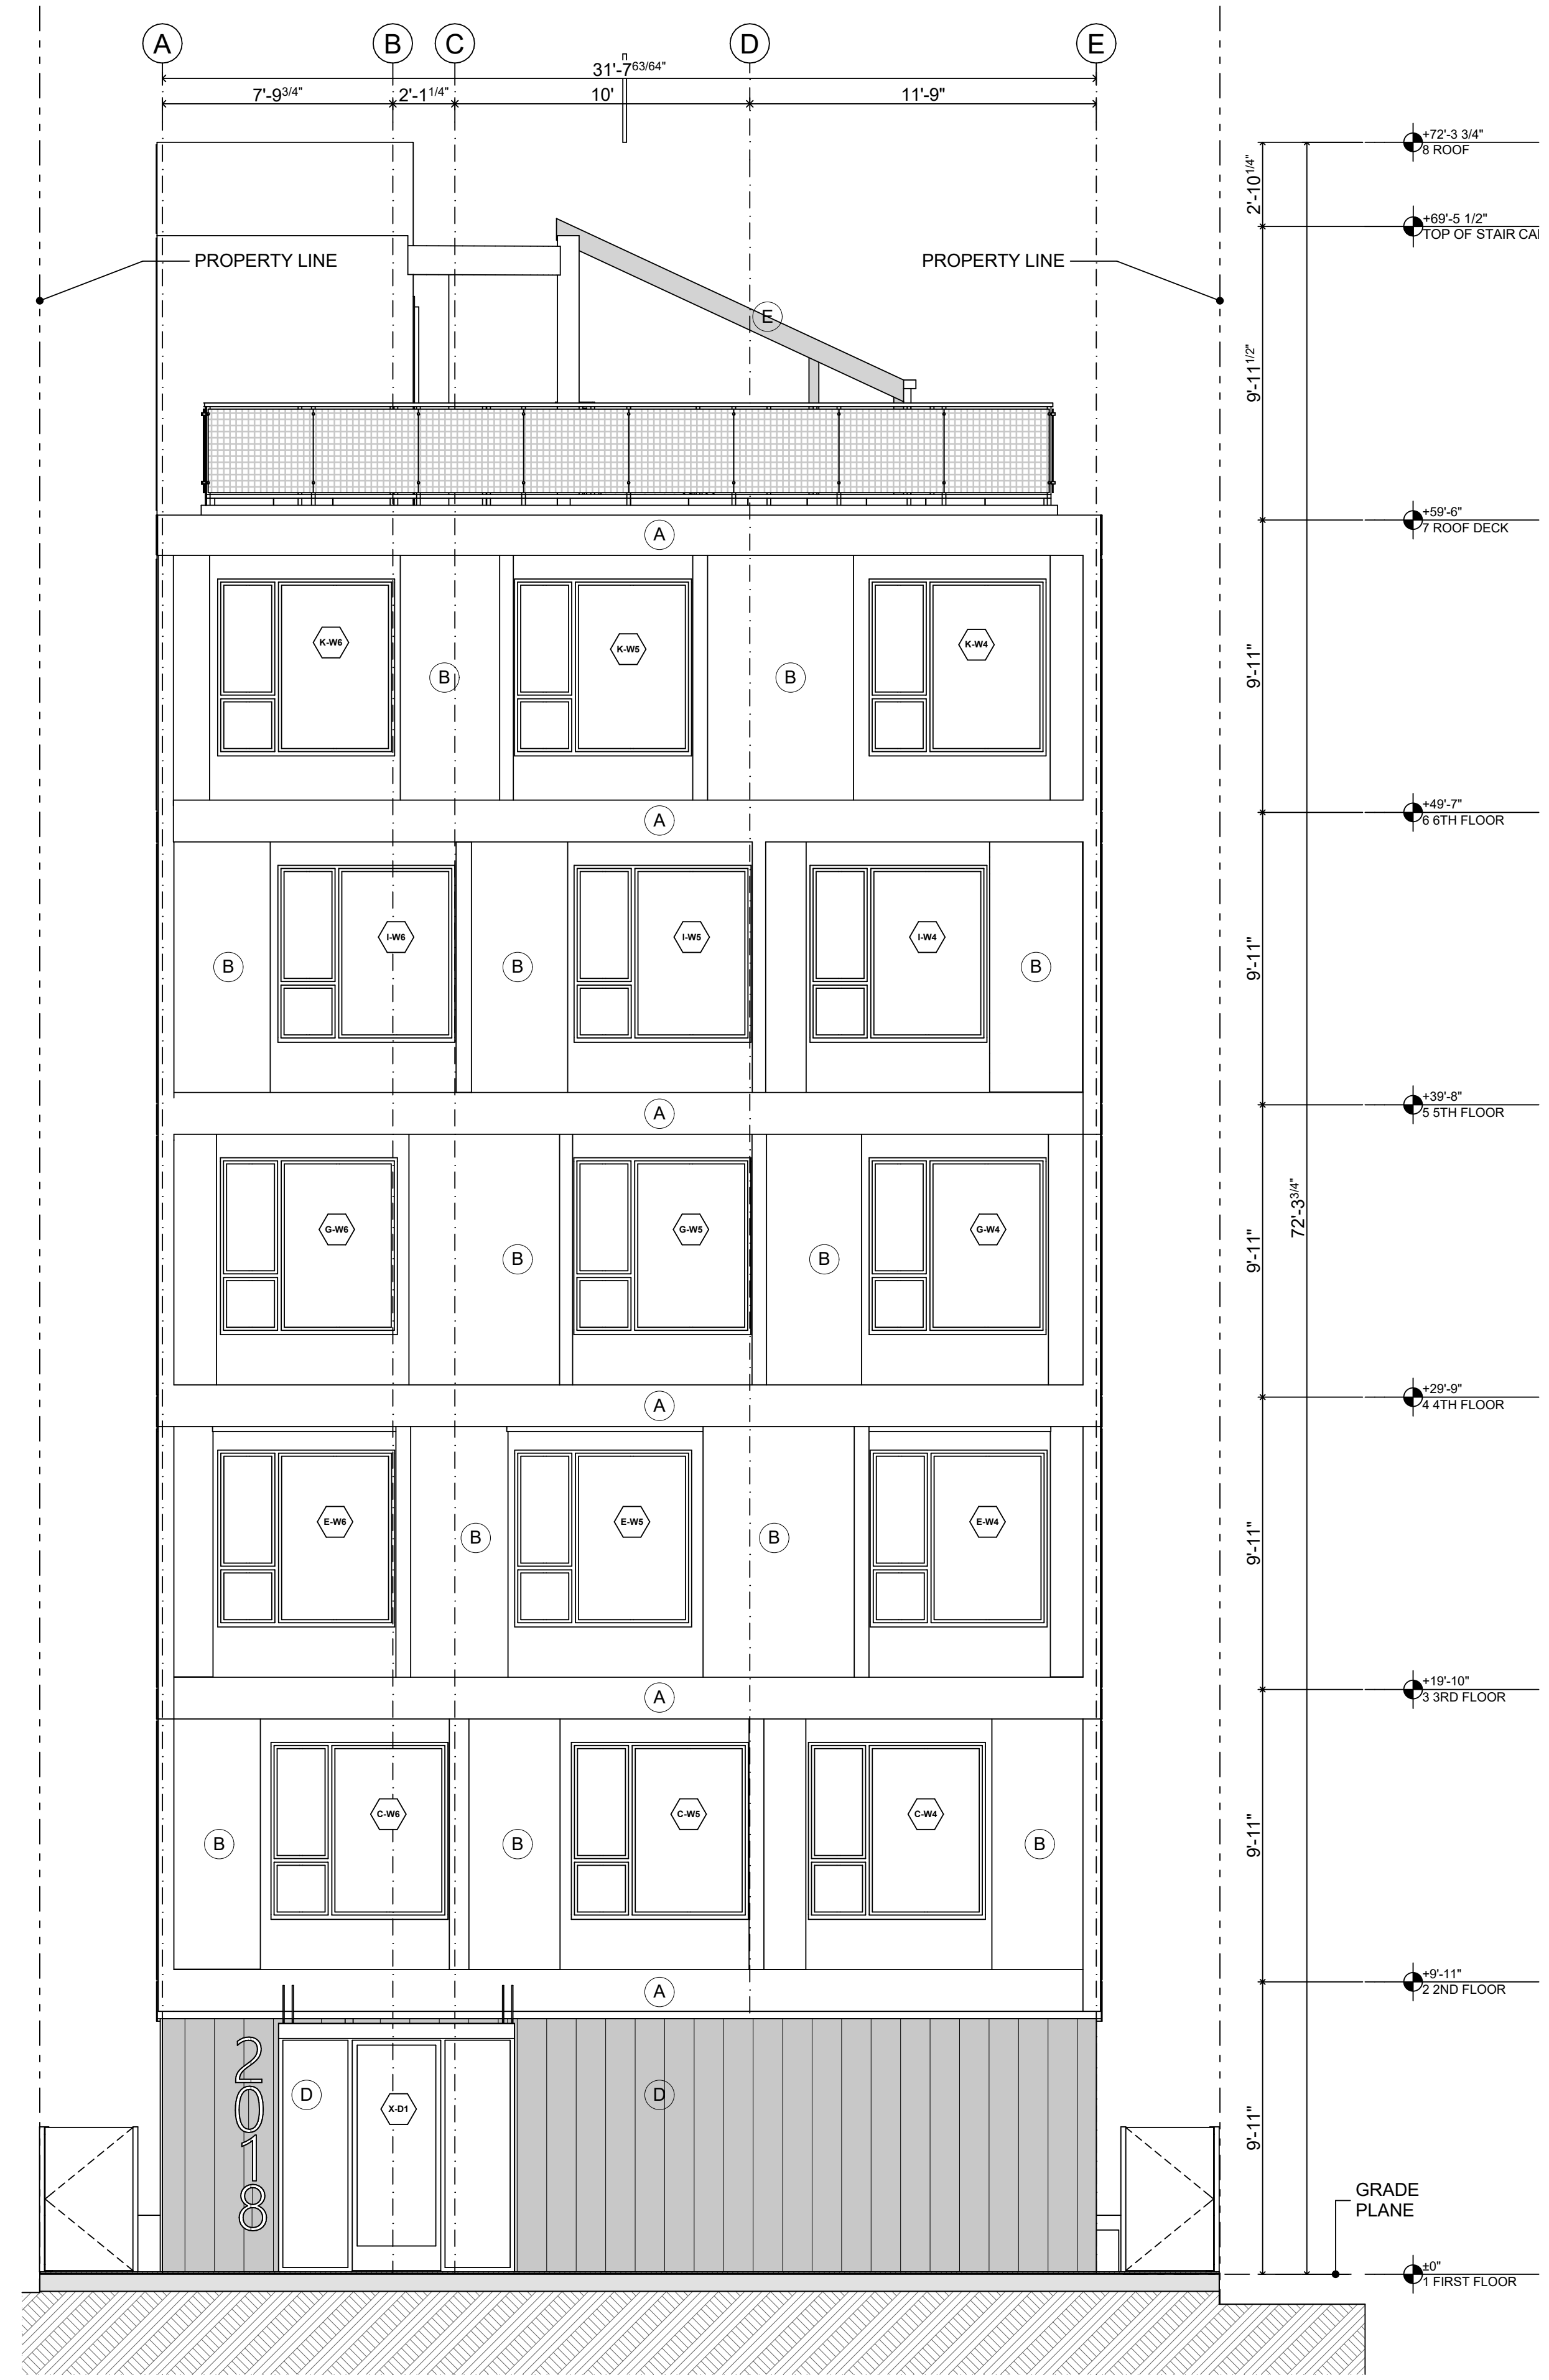 A B C D E
31'-7 63/64"
7'-9 3/4" 2'-1 1/4" 10' 11'-9"
+72'-3 3/4"
8 ROOF
2'-10 1/4"
+69'-5 1/2"
TOP OF STAIR CA
PROPERTY LINE PROPERTY LINE
E
9'-11 1/2"
+59'-6"
7 ROOF DECK
A
K-W6 K-W5 K-W4
B B
9'-11"
+49'-7"
6 6TH FLOOR
A
I-W6 I-W5 I-W4
B B B
9'-11"
+39'-8"
5 5TH FLOOR
A
72'-3 3/4"
G-W6 G-W5 G-W4
B B
9'-11"
+29'-9"
4 4TH FLOOR
A
E-W6 E-W5 E-W4
B B
9'-11"
+19'-10"
3 3RD FLOOR
A
C-W6 C-W5 C-W4
B B B
9'-11"
+9'-11"
2 2ND FLOOR
A
2018
D X-D1 D
9'-11"
GRADE
PLANE
±0"
1 FIRST FLOOR